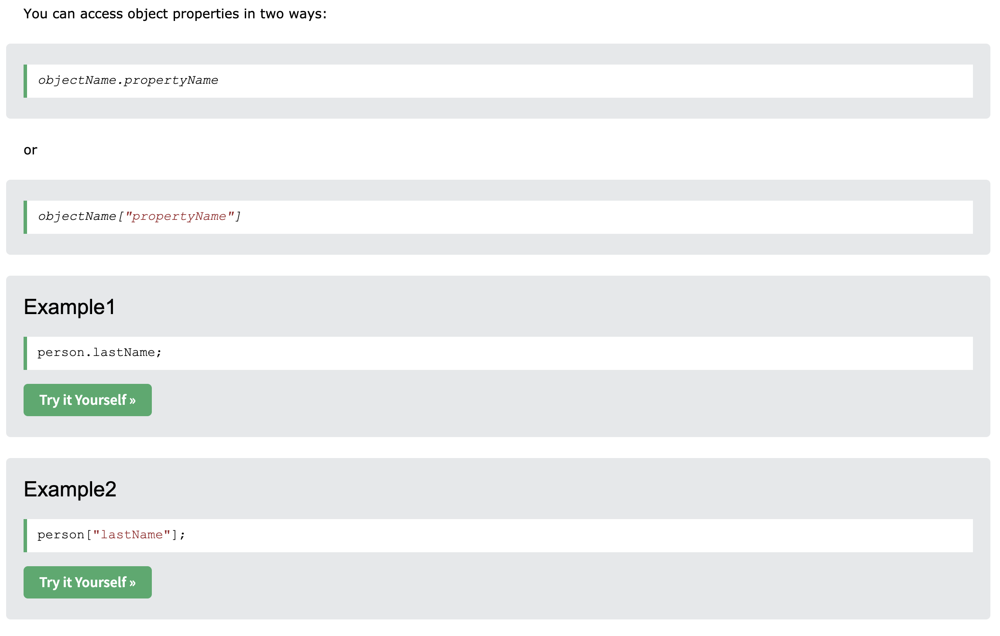 You can access object properties in two ways:
objectName.propertyName
or
objectName["propertyName"]
Example1
person.lastName;
Try it Yourself »
Example2
person["lastName"];
Try it Yourself »